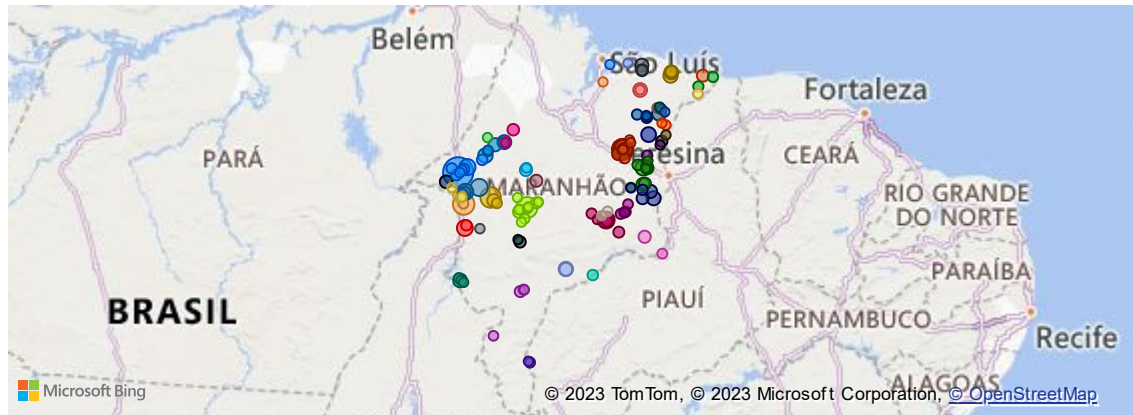 Belém
São Luís
Fortaleza
PARÁ
Teresina
CEARÁ
MARANHÃO
RIO GRANDE
DO NORTE
PARAÍBA
BRASIL
PIAUÍ
PERNAMBUCO
Recife
ALAGOAS
Microsoft Bing
© 2023 TomTom, © 2023 Microsoft Corporation, © OpenStreetMap